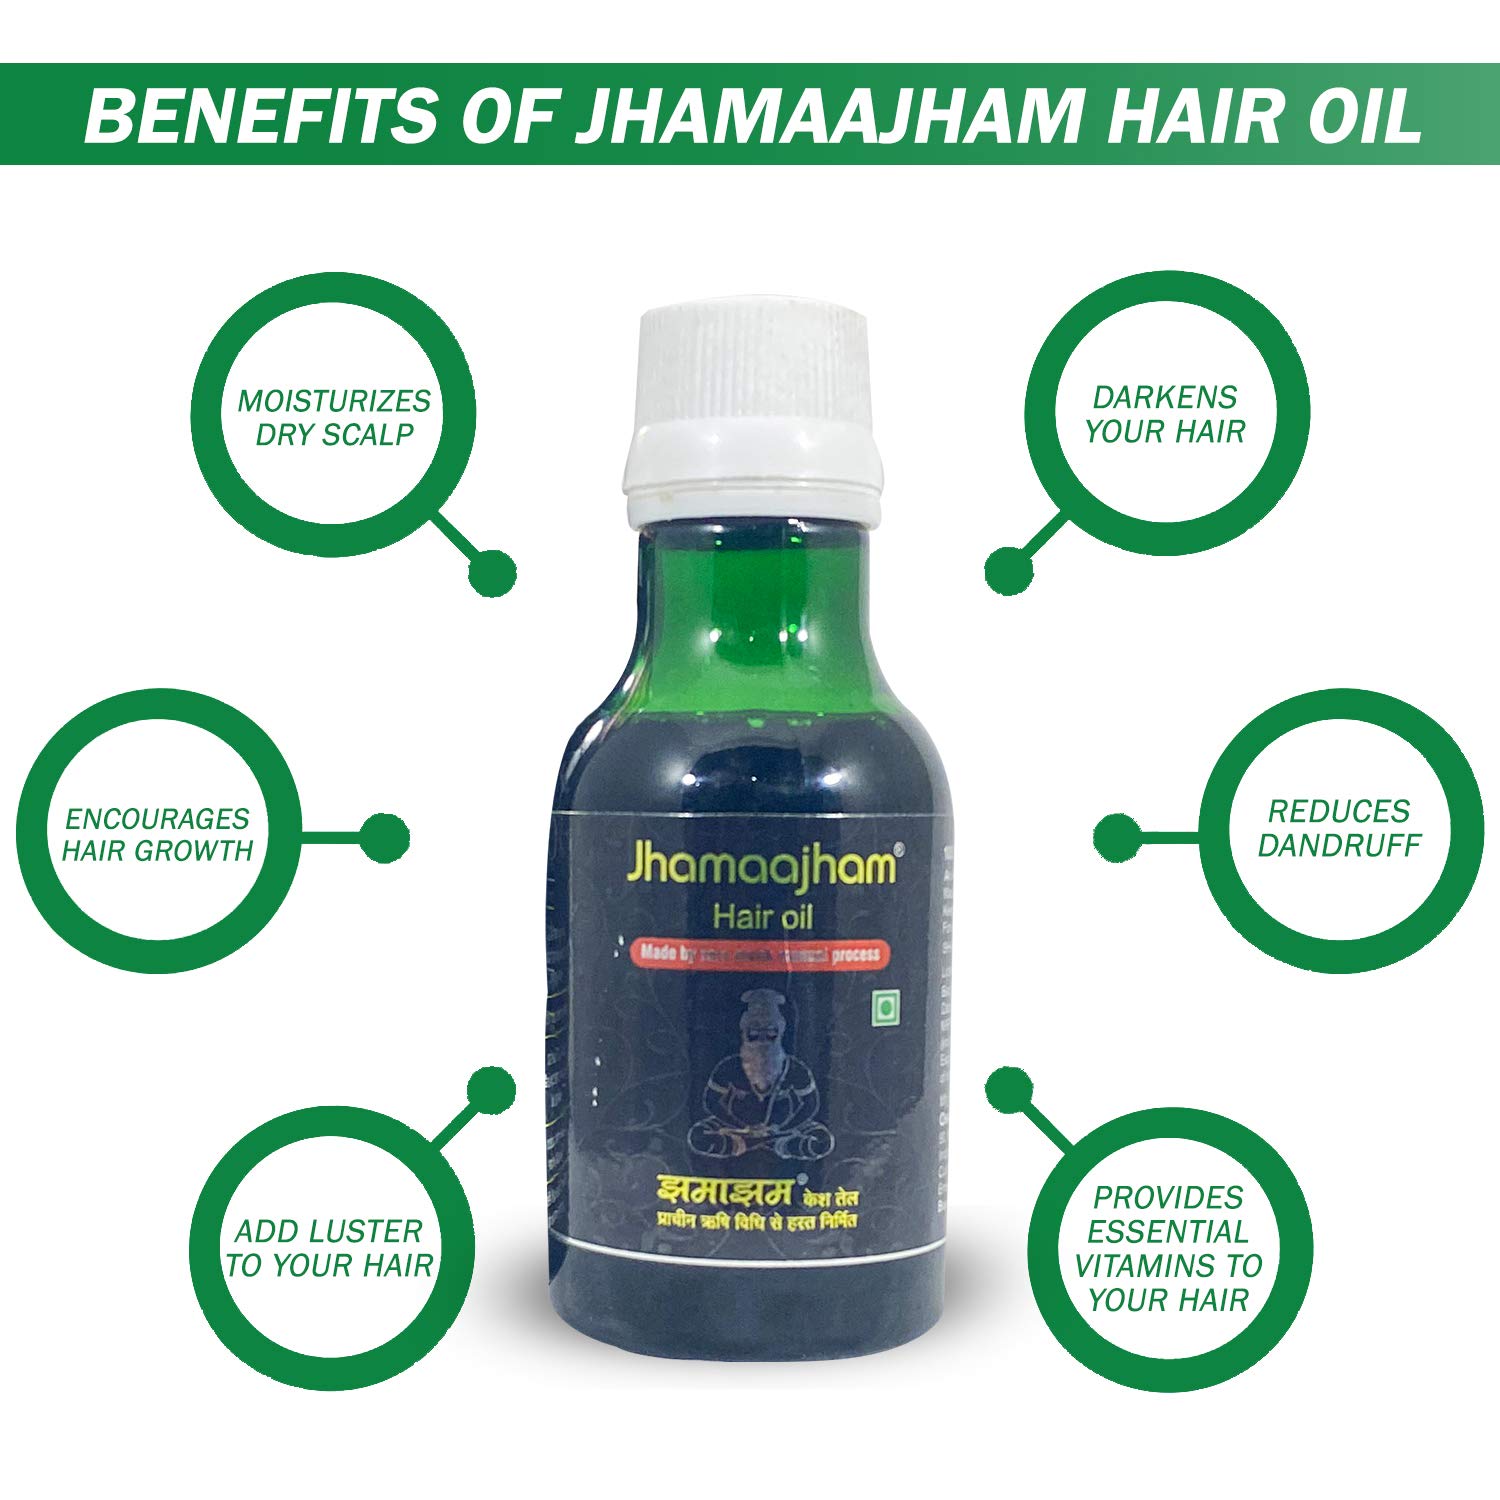 BENEFITS OF JHAMAAJHAM HAIR OIL
MOISTURIZES
DRY SCALP
DARKENS
YOUR HAIR
ENCOURAGES
HAIR GROWTH
REDUCES
DANDRUFF
ADD LUSTER
TO YOUR HAIR
PROVIDES
ESSENTIAL
VITAMINS TO
YOUR HAIR
Jhamaajham®
Hair oil
Made by process
झमाझम® केश तेल
प्राचीन ऋषि विधि से हस्त निर्मित